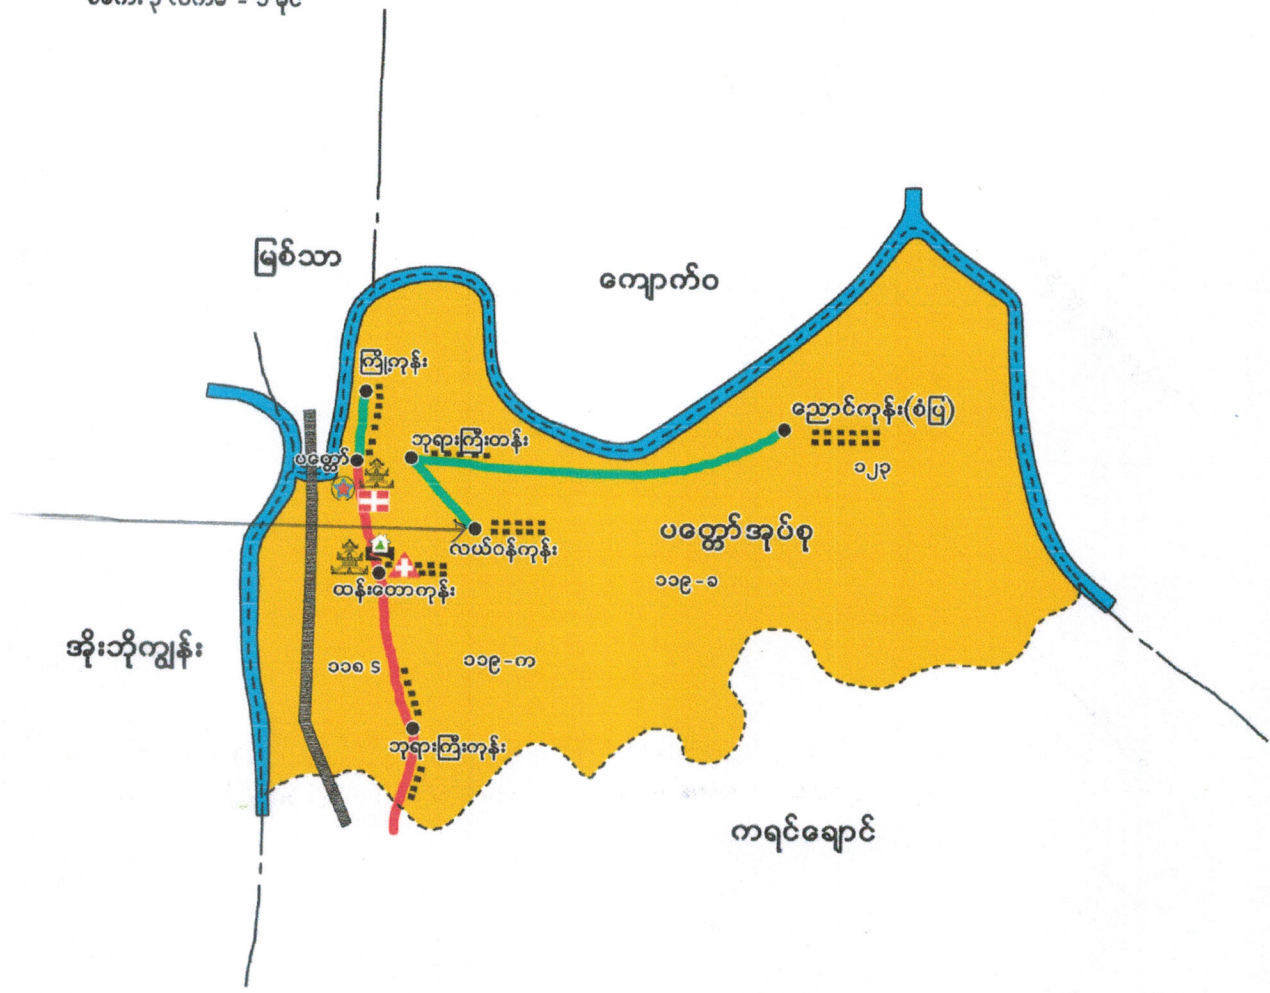 မြစ်သာ
ကျောက်ဝ
ကြို့ကုန်း
ညောင်ကုန်း(စံပြ)
ဘုရားကြီးတန်း
ပတ္တော်
၁၂၃
ပတ္တော်အုပ်စု
လယ်ဝန်ကုန်း
၁၁၉-ခ
ထန်းတောကုန်း
အိုးဘိုကျွန်း
၁၁၈ S
၁၁၉-က
ဘုရားကြီးကုန်း
ကရင်ချောင်